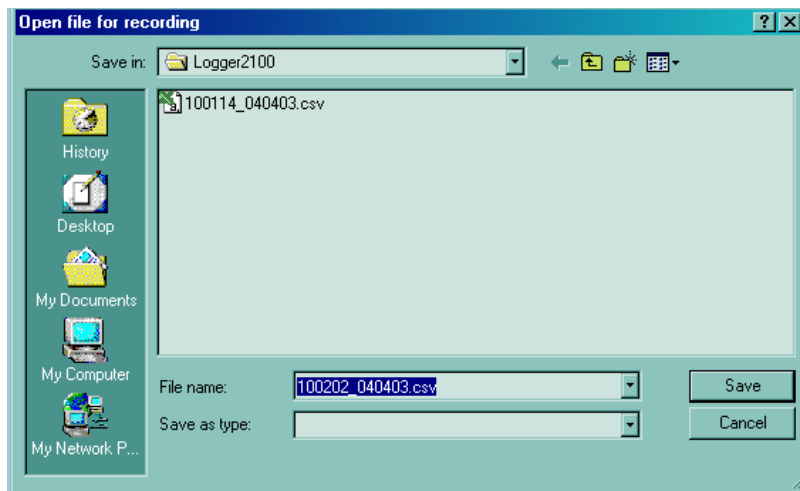 Open file for recording
Save in: Logger2100
100114_040403.csv
History
Desktop
My Documents
My Computer
My Network P...
File name: 100202_040403.csv Save
Save as type: Cancel